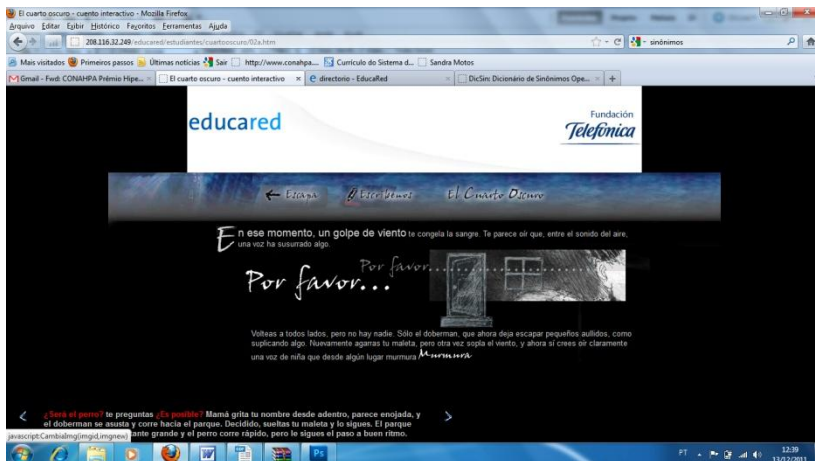 El cuarto oscuro - cuento interactivo - Mozilla Firefox
Arquivo Editar Exibir Histórico Favoritos Ferramentas Ajuda
208.116.32.249/educared/estudiantes/cuartooscuro/02a.htm
sinônimos
Mais visitados Primeiros passos Últimas notícias Sair http://www.conahpa.... Currículo do Sistema d... Sandra Motos
Gmail - Fwd: CONAHPA Prêmio Hipe... El cuarto oscuro - cuento interactivo directorio - EducaRed DicSin: Dicionário de Sinônimos Ope...
educared
Fundación
Telefónica
Escapa Escríbenos El Cuarto Oscuro
En ese momento, un golpe de viento te congela la sangre. Te parece oír que, entre el sonido del aire,
una voz ha susurrado algo.
Por favor...
Por favor...
Volteas a todos lados, pero no hay nadie. Sólo el doberman, que ahora deja escapar pequeños aullidos, como
suplicando algo. Nuevamente agarras tu maleta, pero otra vez sopla el viento, y ahora sí crees oír claramente
una voz de niña que desde algún lugar murmura Murmura
¿Será el perro? te preguntas ¿Es posible? Mamá grita tu nombre desde adentro, parece enojada, y
el doberman se asusta y corre hacia el parque. Decidido, sueltas tu maleta y lo sigues. El parque
javascript:CambiaImg(imgid,imgnew) tante grande y el perro corre rápido, pero le sigues el paso a buen ritmo.
PT
12:39
13/12/2011